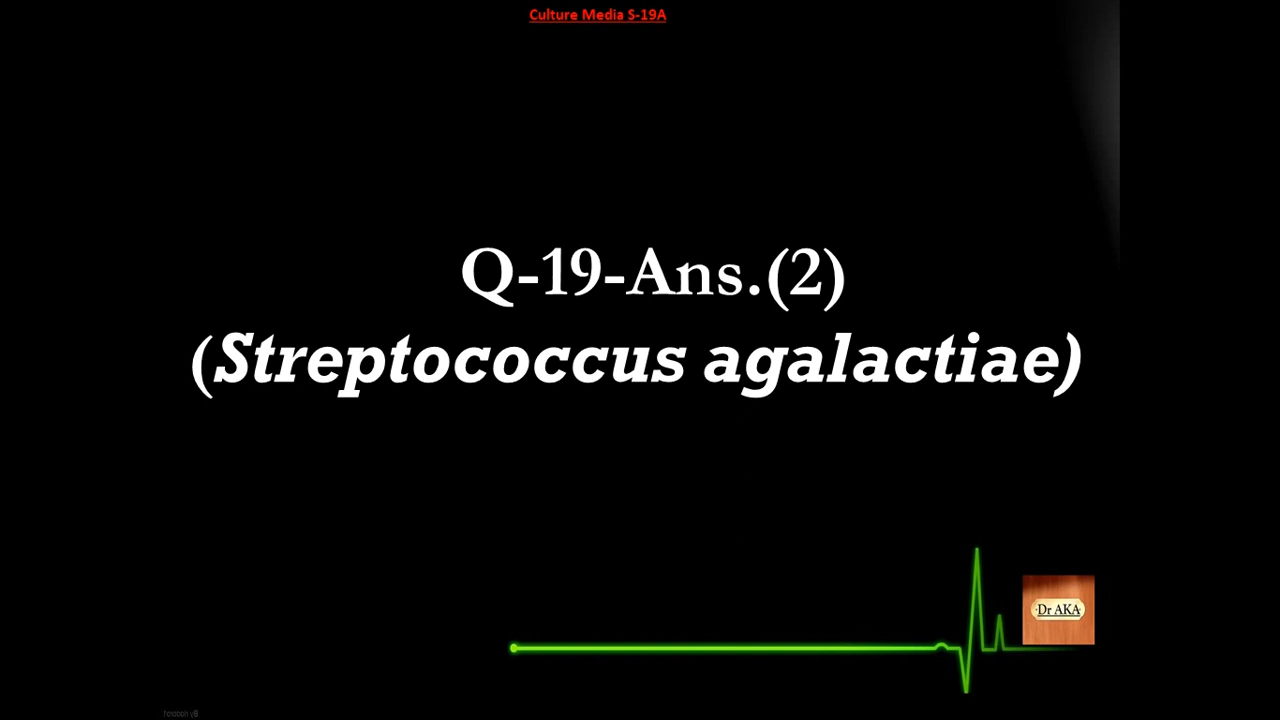 Culture Media S-19A
Q-19-Ans.(2)
(Streptococcus agalactiae)
Dr AKA